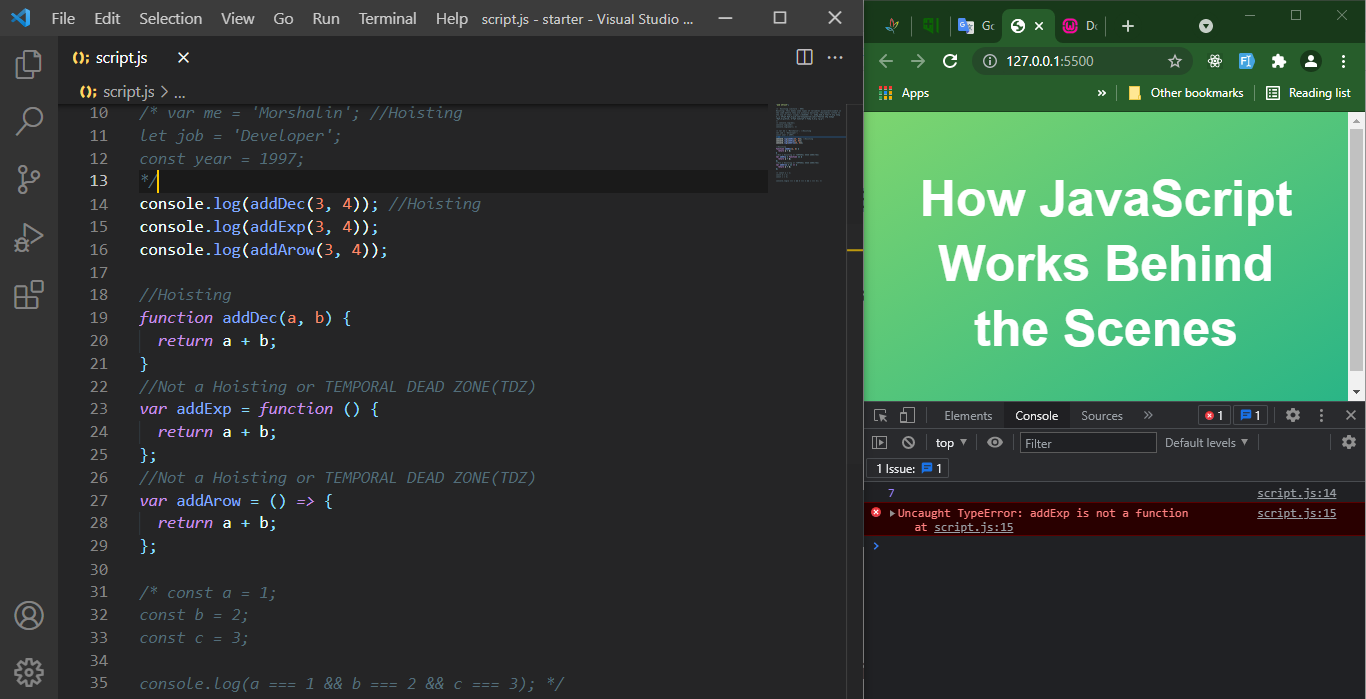 File Edit Selection View Go Run Terminal Help script.js - starter - Visual Studio ...
script.js
script.js > ...
10 /* var me = 'Morshalin'; //Hoisting
11 let job = 'Developer';
12 const year = 1997;
13 */
14 console.log(addDec(3, 4)); //Hoisting
15 console.log(addExp(3, 4));
16 console.log(addArow(3, 4));
17
18 //Hoisting
19 function addDec(a, b) {
20 return a + b;
21 }
22 //Not a Hoisting or TEMPORAL DEAD ZONE(TDZ)
23 var addExp = function () {
24 return a + b;
25 };
26 //Not a Hoisting or TEMPORAL DEAD ZONE(TDZ)
27 var addArow = () => {
28 return a + b;
29 };
30
31 /* const a = 1;
32 const b = 2;
33 const c = 3;
34
35 console.log(a === 1 && b === 2 && c === 3); */
127.0.0.1:5500
Apps » Other bookmarks Reading list
How JavaScript
Works Behind
the Scenes
Elements Console Sources » 1 1
top Filter Default levels
1 Issue: 1
7 script.js:14
Uncaught TypeError: addExp is not a function script.js:15
at script.js:15